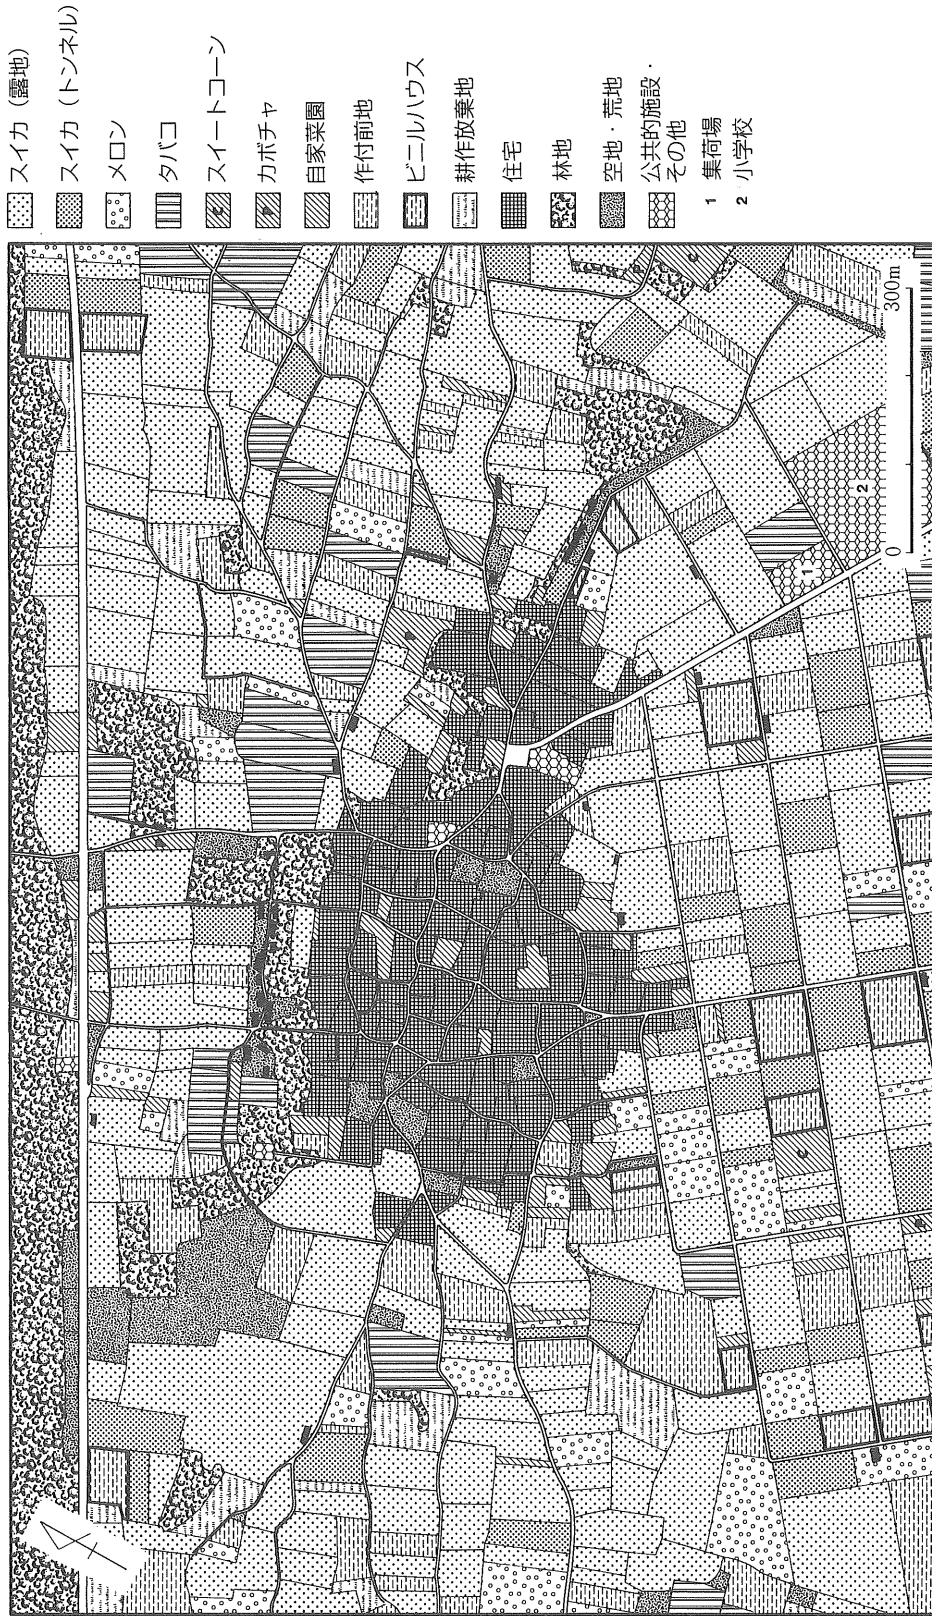 スイカ（露地）
スイカ（トンネル）
メロン
タバコ
スイートコーン
カボチャ
自家菜園
作付前地
ビニルハウス
耕作放棄地
住宅
林地
空地・荒地
公共的施設・
その他
1 集荷場
2 小学校
1
2
0 300m